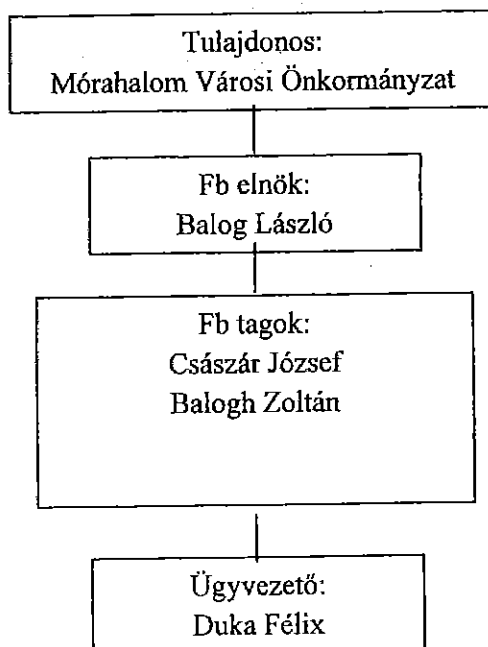 Tulajdonos:
Mórahalom Városi Önkormányzat
Fb elnök:
Balog László
Fb tagok:
Császár József
Balogh Zoltán
Ügyvezető:
Duka Félix